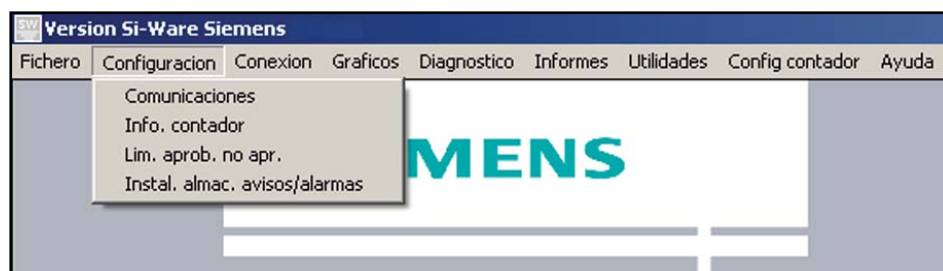 SW Version Si-Ware Siemens
Fichero Configuracion Conexion Graficos Diagnostico Informes Utilidades Config contador Ayuda
Comunicaciones
Info. contador
Lim. aprob. no apr.
Instal. almac. avisos/alarmas
MENS